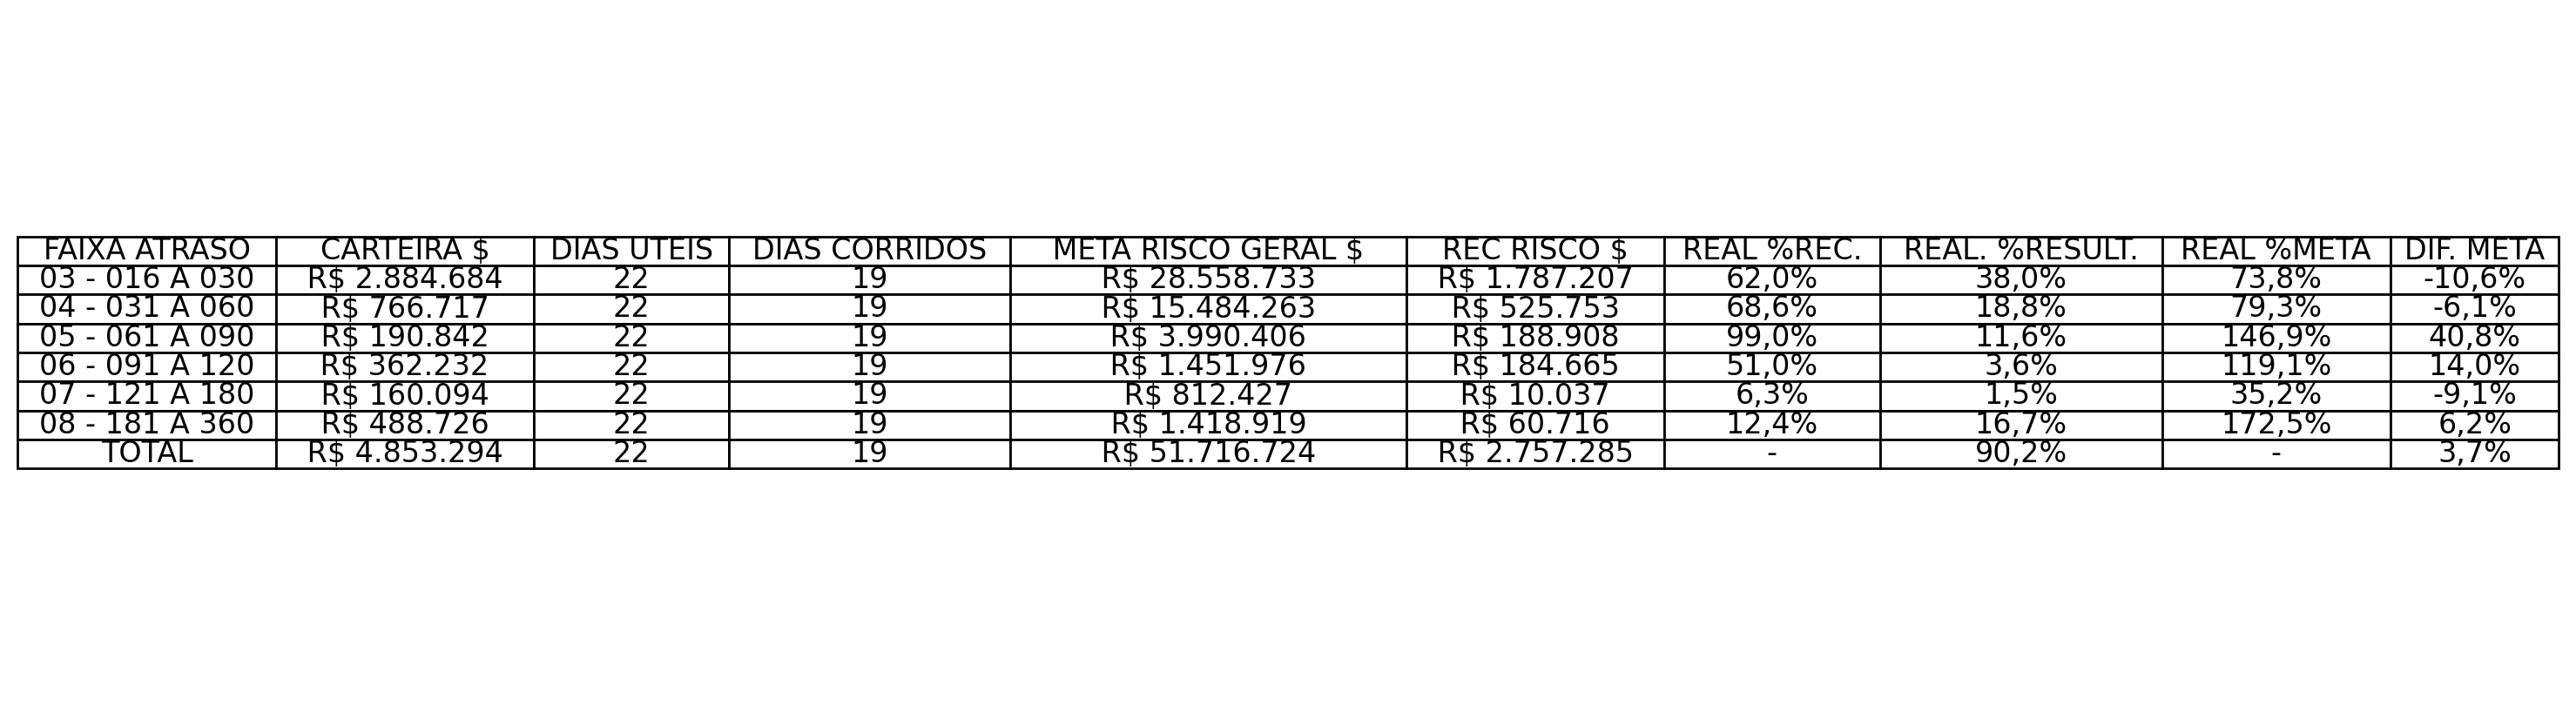 FAIXA ATRASO CARTEIRA $ DIAS UTEIS DIAS CORRIDOS META RISCO GERAL $ REC RISCO $ REAL %REC. REAL. %RESULT. REAL %META DIF. META
03 - 016 A 030 R$ 2.884.684 22 19 R$ 28.558.733 R$ 1.787.207 62,0% 38,0% 73,8% -10,6%
04 - 031 A 060 R$ 766.717 22 19 R$ 15.484.263 R$ 525.753 68,6% 18,8% 79,3% -6,1%
05 - 061 A 090 R$ 190.842 22 19 R$ 3.990.406 R$ 188.908 99,0% 11,6% 146,9% 40,8%
06 - 091 A 120 R$ 362.232 22 19 R$ 1.451.976 R$ 184.665 51,0% 3,6% 119,1% 14,0%
07 - 121 A 180 R$ 160.094 22 19 R$ 812.427 R$ 10.037 6,3% 1,5% 35,2% -9,1%
08 - 181 A 360 R$ 488.726 22 19 R$ 1.418.919 R$ 60.716 12,4% 16,7% 172,5% 6,2%
TOTAL R$ 4.853.294 22 19 R$ 51.716.724 R$ 2.757.285 - 90,2% - 3,7%